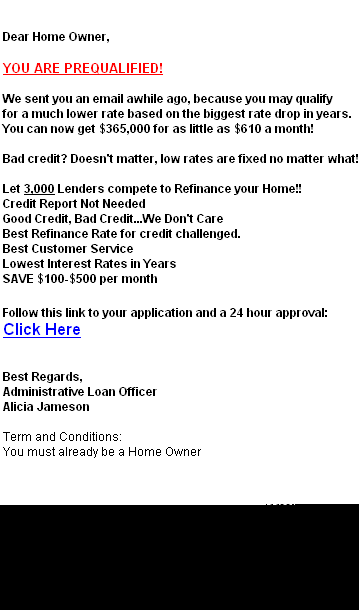 Dear Home Owner,
YOU ARE PREQUALIFIED!
We sent you an email awhile ago, because you may qualify
for a much lower rate based on the biggest rate drop in years.
You can now get $365,000 for as little as $610 a month!
Bad credit? Doesn't matter, low rates are fixed no matter what!
Let 3,000 Lenders compete to Refinance your Home!!
Credit Report Not Needed
Good Credit, Bad Credit...We Don't Care
Best Refinance Rate for credit challenged.
Best Customer Service
Lowest Interest Rates in Years
SAVE $100-$500 per month
Follow this link to your application and a 24 hour approval:
Click Here
Best Regards,
Administrative Loan Officer
Alicia Jameson
Term and Conditions:
You must already be a Home Owner